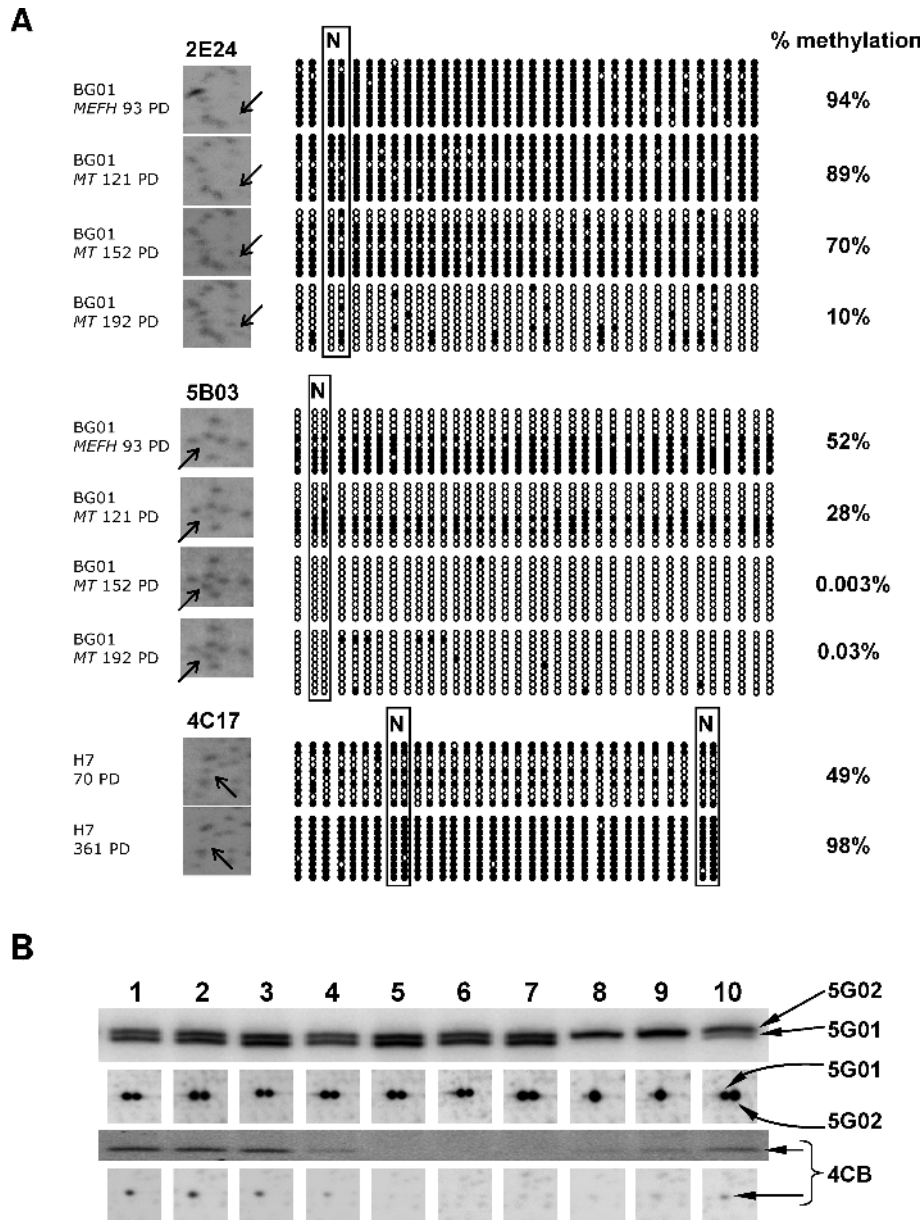 A
2E24
N
% methylation
BG01
MEFH 93 PD
94%
BG01
MT 121 PD
89%
BG01
MT 152 PD
70%
BG01
MT 192 PD
10%
5B03
N
BG01
MEFH 93 PD
52%
BG01
MT 121 PD
28%
BG01
MT 152 PD
0.003%
BG01
MT 192 PD
0.03%
4C17
N
N
H7
70 PD
49%
H7
361 PD
98%
B
1 2 3 4 5 6 7 8 9 10
5G02
5G01
5G01
5G02
4CB